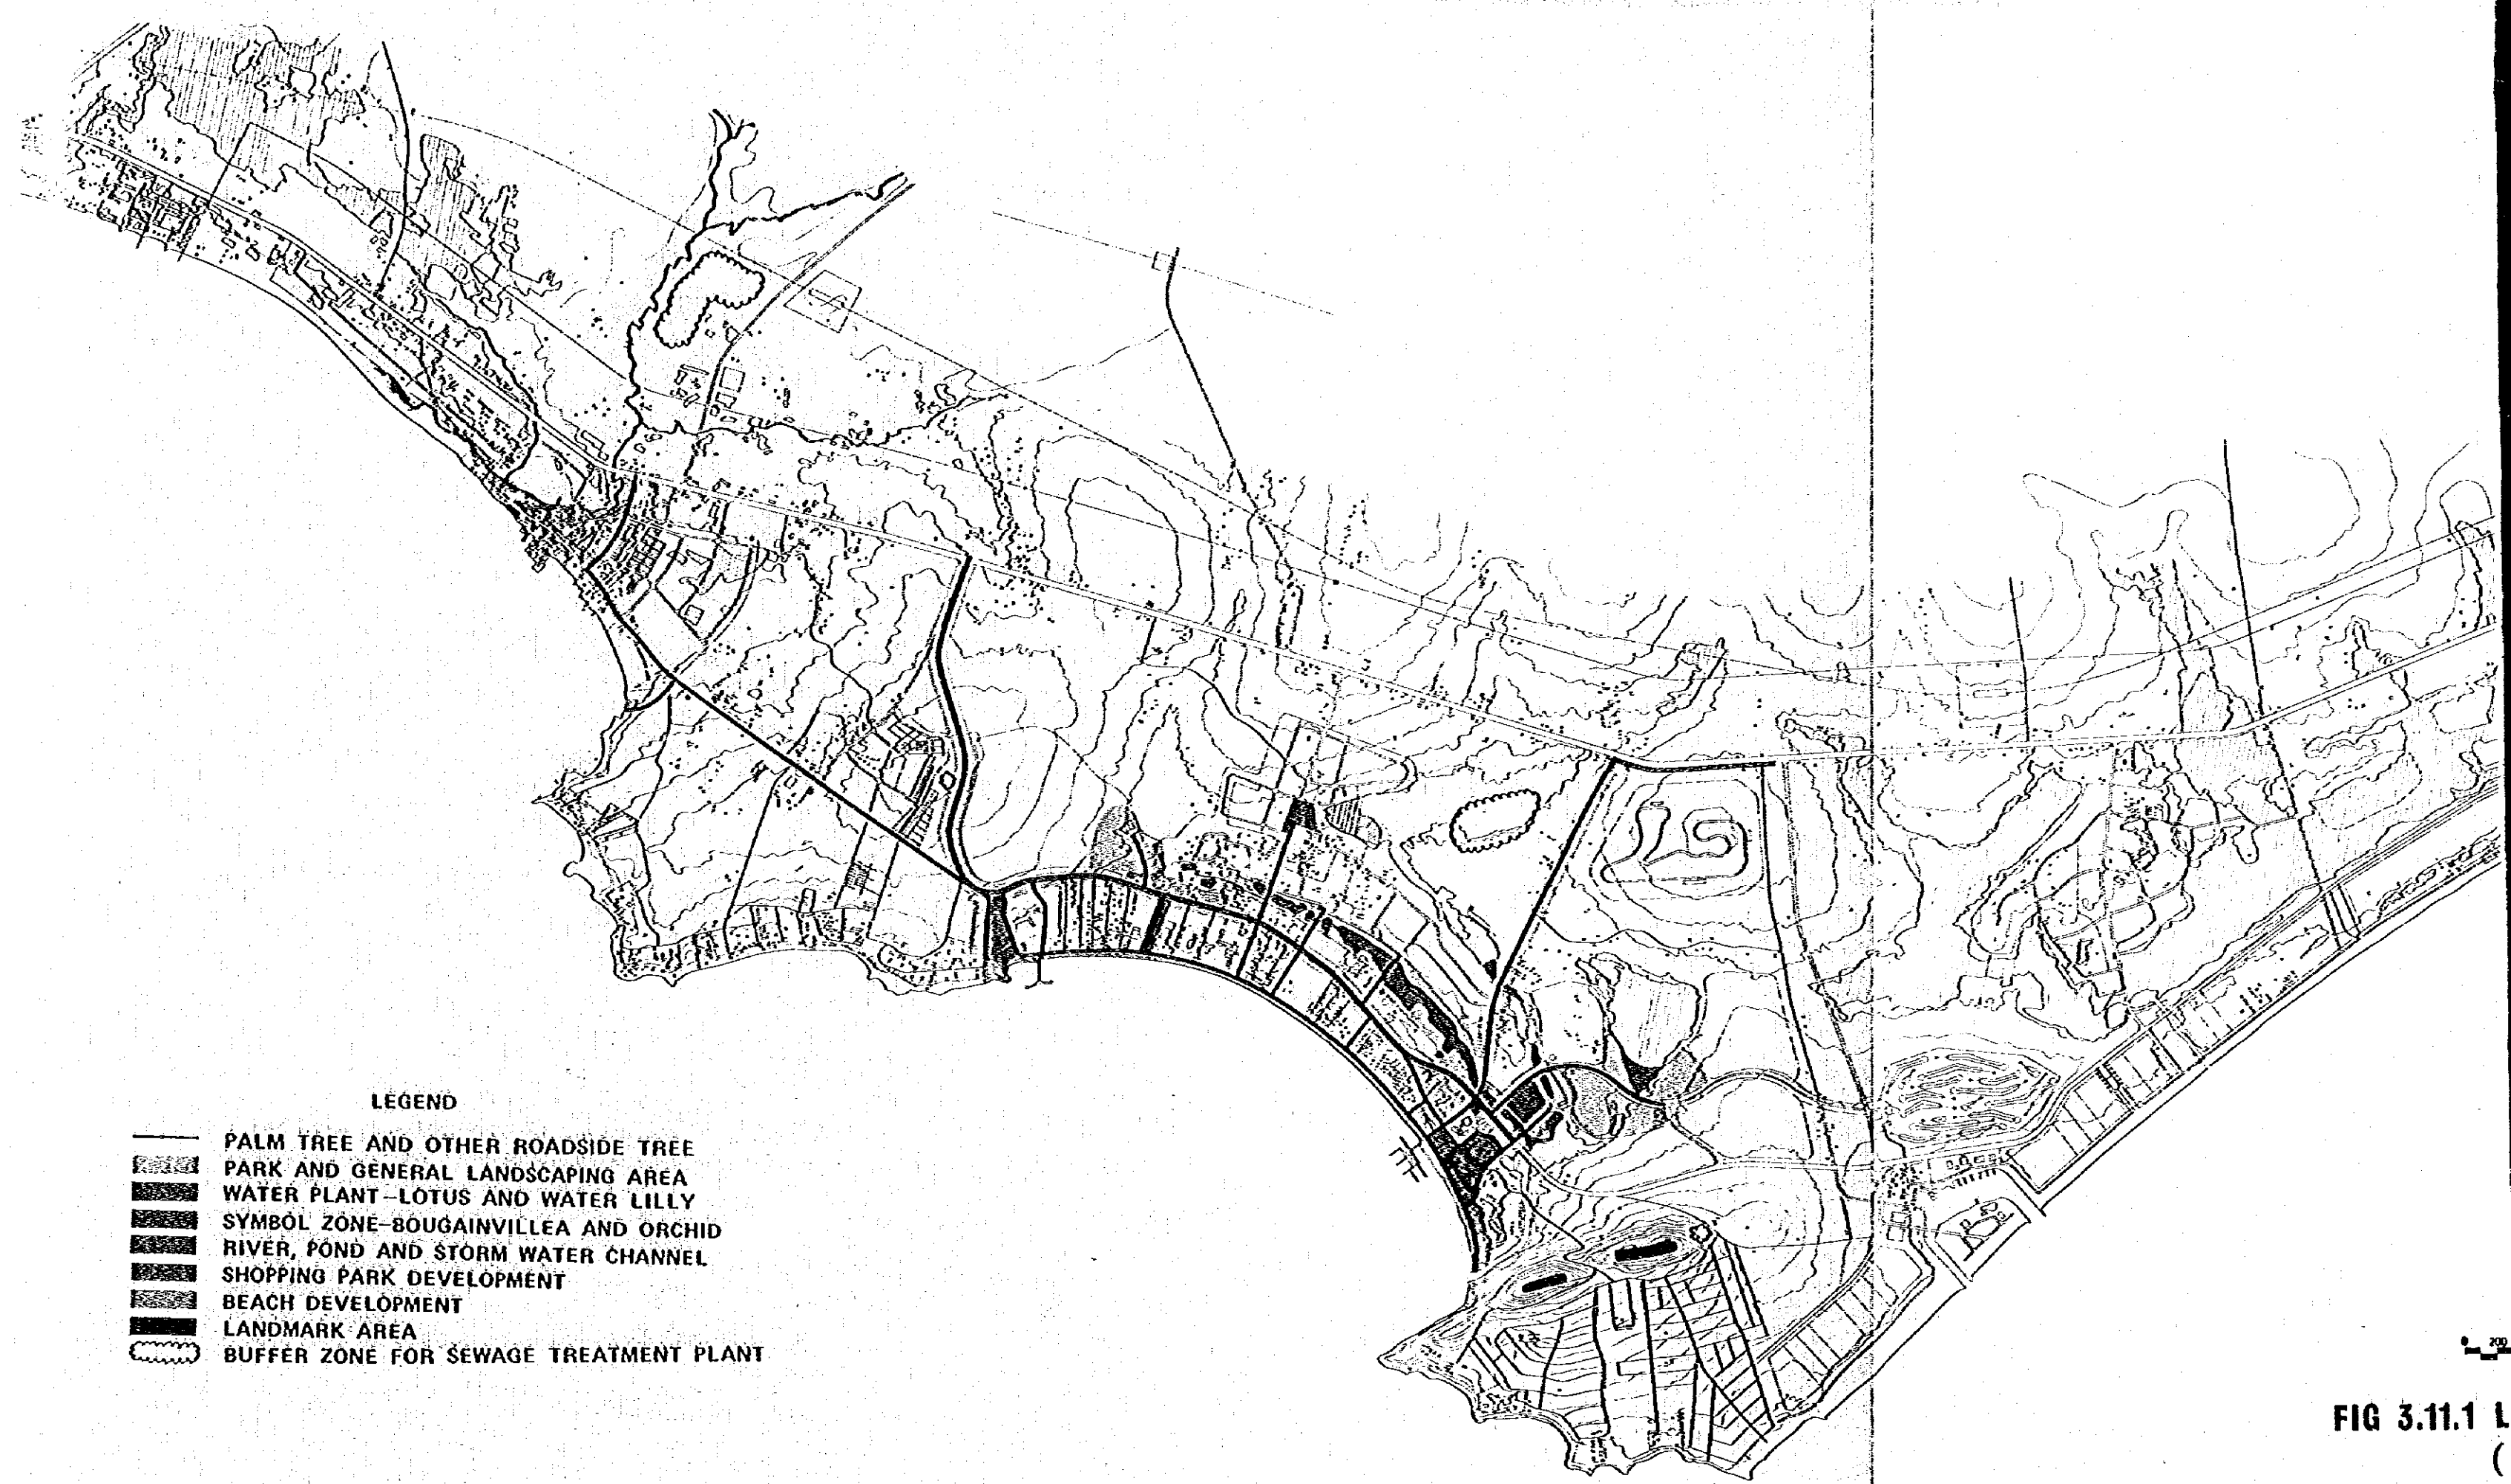 LEGEND
PALM TREE AND OTHER ROADSIDE TREE
PARK AND GENERAL LANDSCAPING AREA
WATER PLANT-LOTUS AND WATER LILLY
SYMBOL ZONE-BOUGAINVILLEA AND ORCHID
RIVER, POND AND STORM WATER CHANNEL
SHOPPING PARK DEVELOPMENT
BEACH DEVELOPMENT
LANDMARK AREA
BUFFER ZONE FOR SEWAGE TREATMENT PLANT
0 200
FIG 3.11.1 L
(